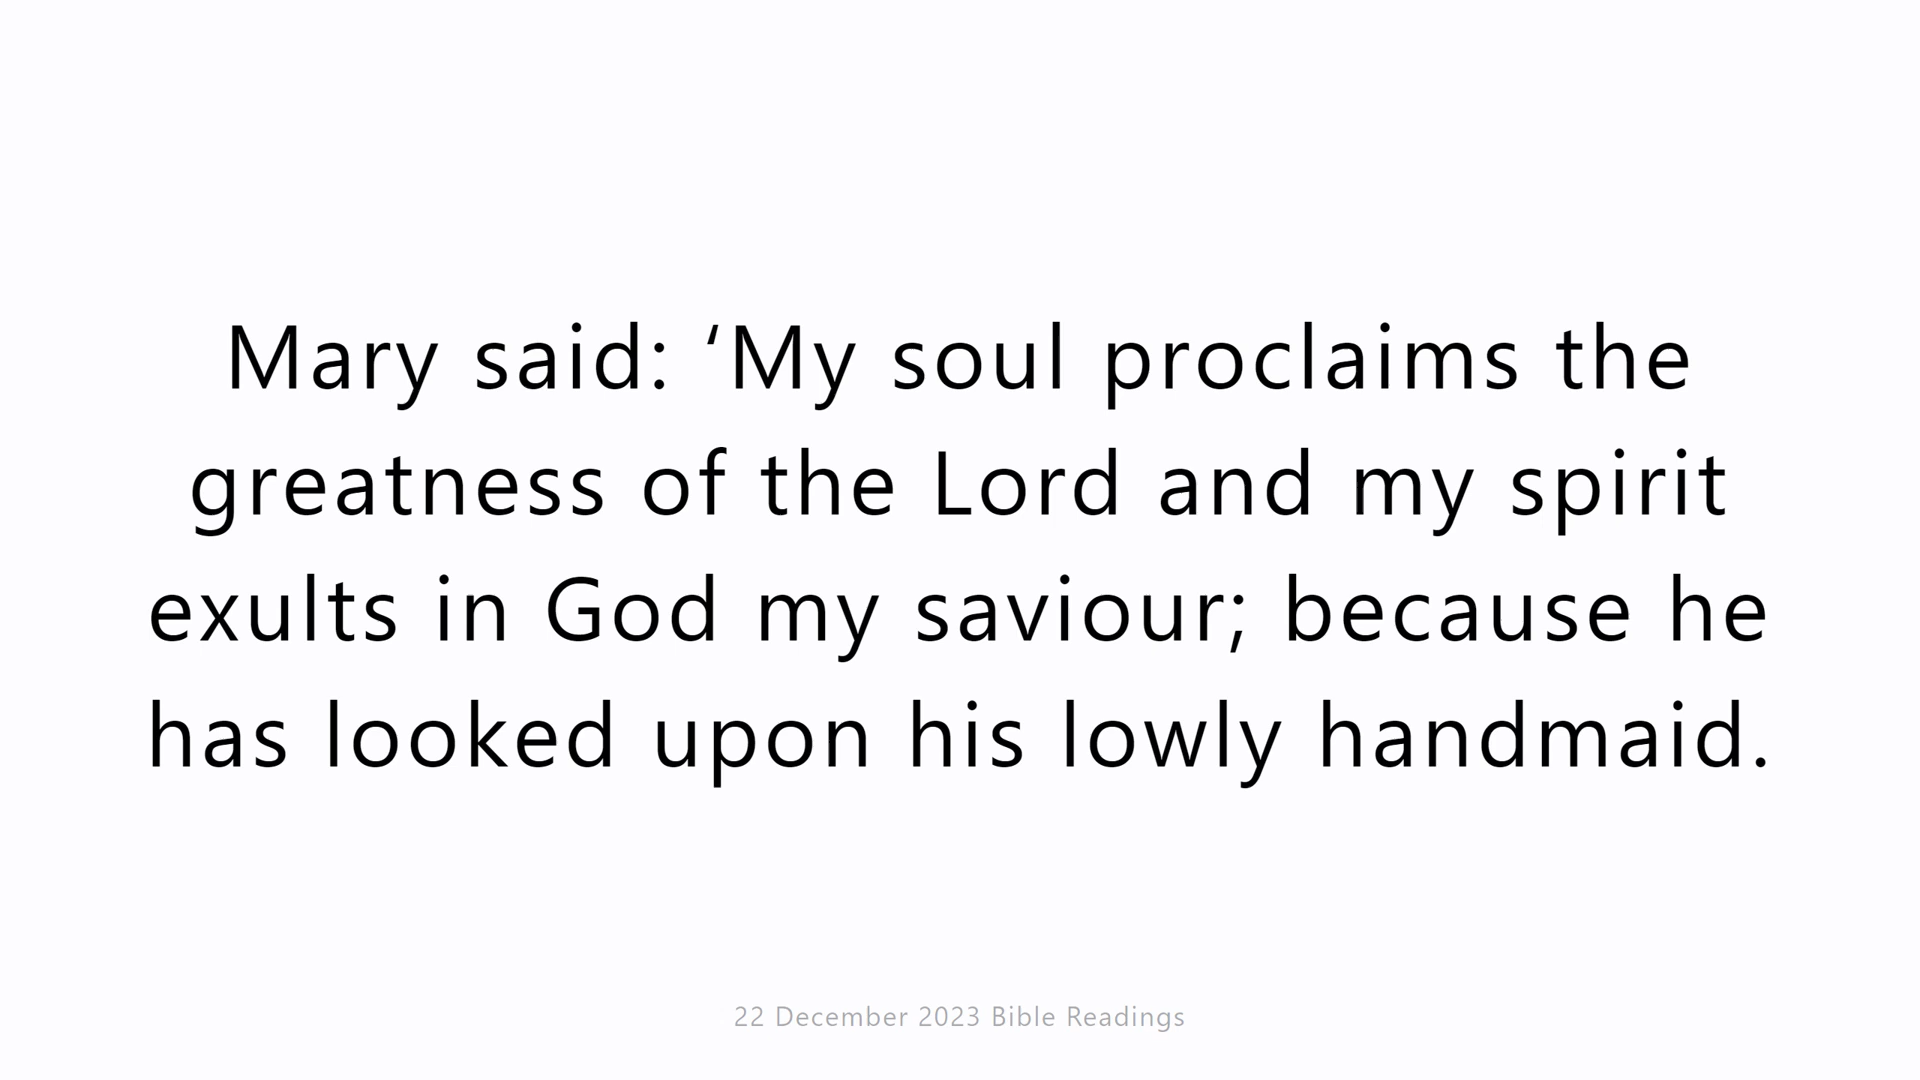 Mary said: ‘My soul proclaims the
greatness of the Lord and my spirit
exults in God my saviour; because he
has looked upon his lowly handmaid.
22 December 2023 Bible Readings